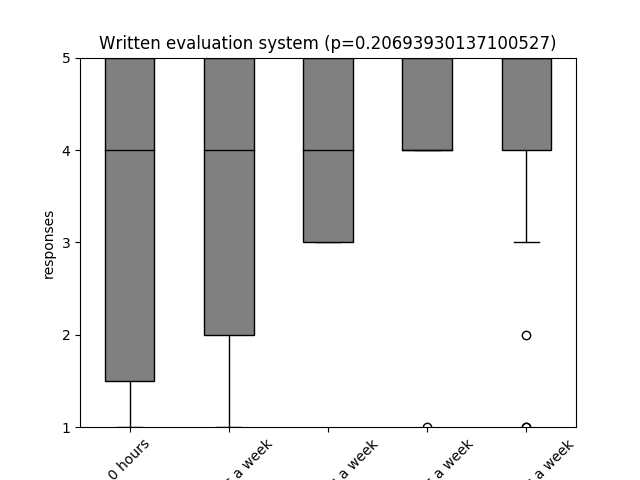 Written evaluation system (p=0.20693930137100527)
responses
5
4
3
2
1
0 hours
a week
a week
a week
a week